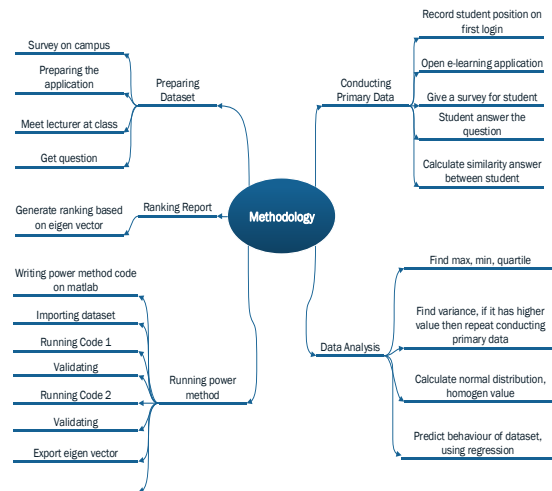 Survey on campus
Preparing the
application
Meet lecturer at class
Get question
Preparing
Dataset
Generate ranking based
on eigen vector
Ranking Report
Writing power method code
on matlab
Importing dataset
Running Code 1
Validating
Running Code 2
Validating
Export eigen vector
Running power
method
Methodology
Conducting
Primary Data
Record student position on
first login
Open e-learning application
Give a survey for student
Student answer the
question
Calculate similarity answer
between student
Data Analysis
Find max, min, quartile
Find variance, if it has higher
value then repeat conducting
primary data
Calculate normal distribution,
homogen value
Predict behaviour of dataset,
using regression